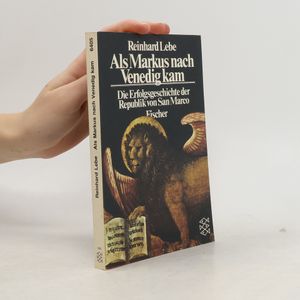 Reinhard Lebe
Als Markus nach
Venedig kam
Die Erfolgsgeschichte der
Republik von San Marco
Fischer
Reinhard Lebe Als Markus nach Venedig kam 6405